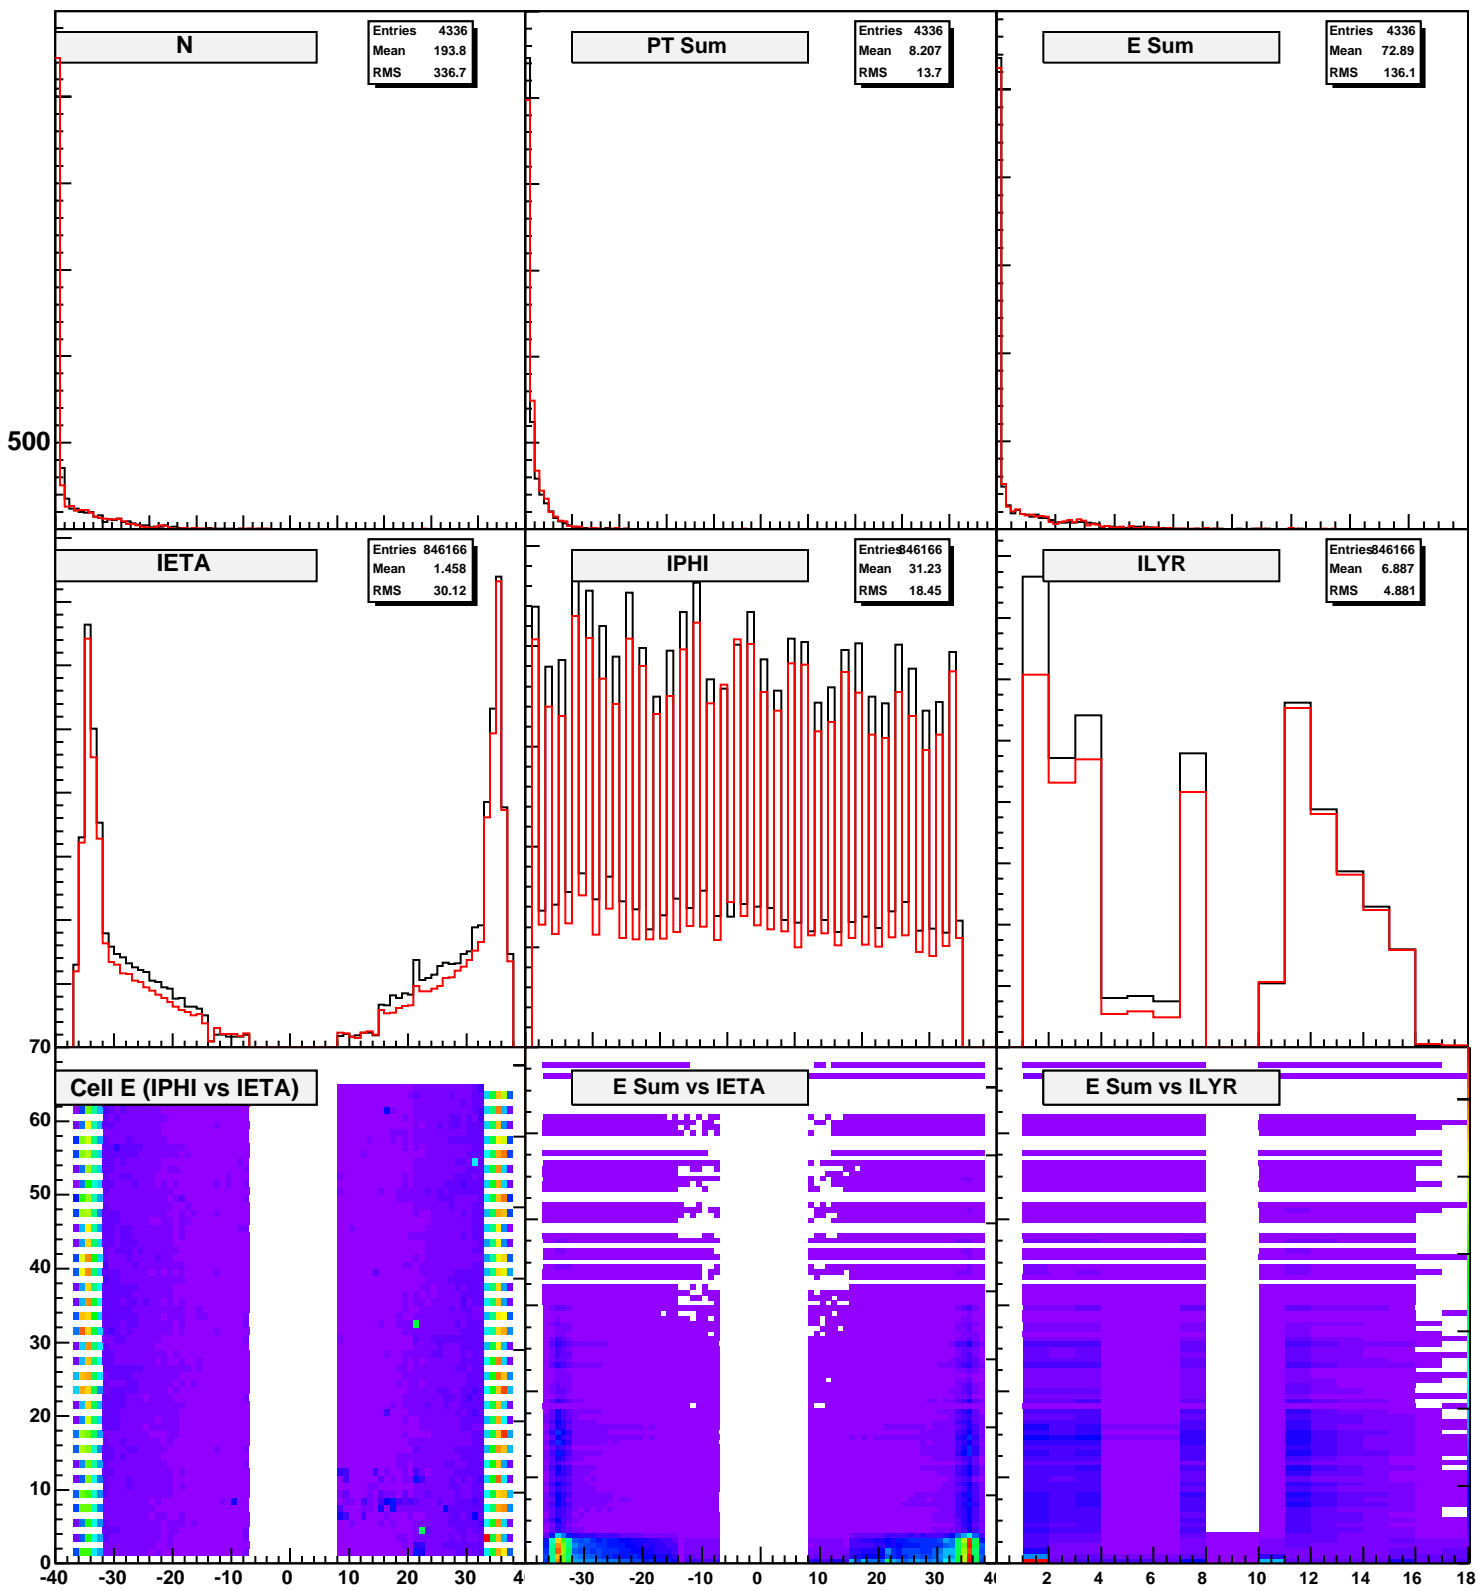 N
Entries 4336
Mean 193.8
RMS 336.7
PT Sum
Entries 4336
Mean 8.207
RMS 13.7
E Sum
Entries 4336
Mean 72.89
RMS 136.1
500
IETA
Entries 846166
Mean 1.458
RMS 30.12
IPHI
Entries 846166
Mean 31.23
RMS 18.45
ILYR
Entries 846166
Mean 6.887
RMS 4.881
70
Cell E (IPHI vs IETA)
E Sum vs IETA
E Sum vs ILYR
60
50
40
30
20
10
0
-40 -30 -20 -10 0 10 20 30 4
-30 -20 -10 0 10 20 30 4
2 4 6 8 10 12 14 16 18